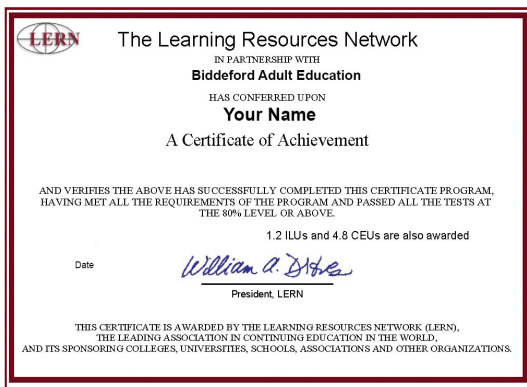 LERN
The Learning Resources Network
IN PARTNERSHIP WITH
Biddeford Adult Education
HAS CONFERRED UPON
Your Name
A Certificate of Achievement
AND VERIFIES THE ABOVE HAS SUCCESSFULLY COMPLETED THIS CERTIFICATE PROGRAM,
HAVING MET ALL THE REQUIREMENTS OF THE PROGRAM AND PASSED ALL THE TESTS AT
THE 80% LEVEL OR ABOVE.
1.2 ILUs and 4.8 CEUs are also awarded
Date
William A.
President, LERN
THIS CERTIFICATE IS AWARDED BY THE LEARNING RESOURCES NETWORK (LERN),
THE LEADING ASSOCIATION IN CONTINUING EDUCATION IN THE WORLD,
AND ITS SPONSORING COLLEGES, UNIVERSITIES, SCHOOLS, ASSOCIATIONS AND OTHER ORGANIZATIONS.